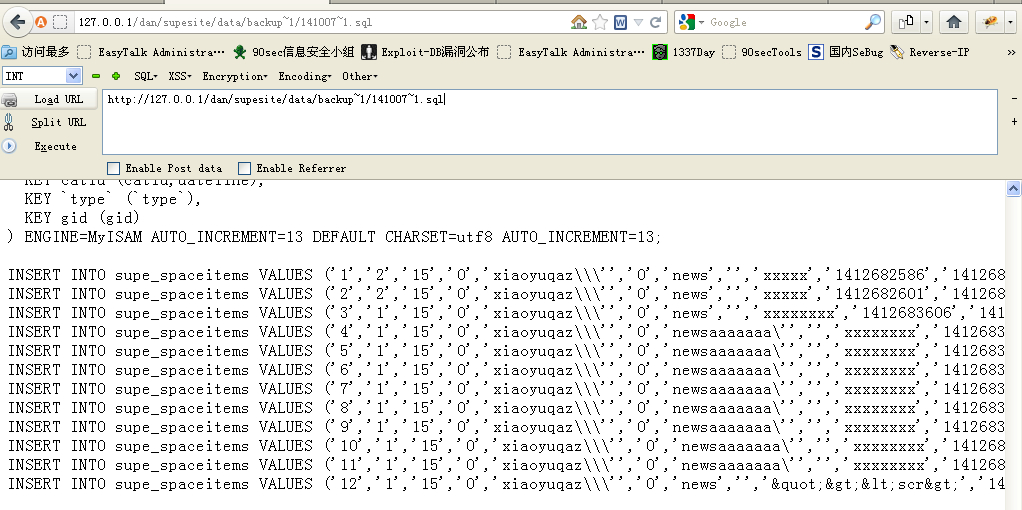 127.0.0.1/dan/supesite/data/backup~1/141007~1.sql
Google
访问最多 EasyTalk Administra··· 90sec信息安全小组 Exploit-DB漏洞公布 EasyTalk Administra··· 1337Day 90secTools 国内SeBug Reverse-IP »
INT SQL▾ XSS▾ Encryption▾ Encoding▾ Other▾
Load URL
http://127.0.0.1/dan/supesite/data/backup~1/141007~1.sql
Split URL
Execute
Enable Post data Enable Referrer
KEY catid (catid,dateline),
KEY `type` (`type`),
KEY gid (gid)
) ENGINE=MyISAM AUTO_INCREMENT=13 DEFAULT CHARSET=utf8 AUTO_INCREMENT=13;
INSERT INTO supe_spaceitems VALUES ('1','2','15','0','xiaoyuqaz\\\'','0','news','','xxxxx','1412682586','141268
INSERT INTO supe_spaceitems VALUES ('2','2','15','0','xiaoyuqaz\\\'','0','news','','xxxxx','1412682601','141268
INSERT INTO supe_spaceitems VALUES ('3','1','15','0','xiaoyuqaz\\\'','0','news','','xxxxxxxx','1412683606','141
INSERT INTO supe_spaceitems VALUES ('4','1','15','0','xiaoyuqaz\\\'','0','newsaaaaaaa\'','','xxxxxxxx','1412683
INSERT INTO supe_spaceitems VALUES ('5','1','15','0','xiaoyuqaz\\\'','0','newsaaaaaaa\'','','xxxxxxxx','1412683
INSERT INTO supe_spaceitems VALUES ('6','1','15','0','xiaoyuqaz\\\'','0','newsaaaaaaa\'','','xxxxxxxx','1412683
INSERT INTO supe_spaceitems VALUES ('7','1','15','0','xiaoyuqaz\\\'','0','newsaaaaaaa\'','','xxxxxxxx','1412683
INSERT INTO supe_spaceitems VALUES ('8','1','15','0','xiaoyuqaz\\\'','0','newsaaaaaaa\'','','xxxxxxxx','1412683
INSERT INTO supe_spaceitems VALUES ('9','1','15','0','xiaoyuqaz\\\'','0','newsaaaaaaa\'','','xxxxxxxx','1412683
INSERT INTO supe_spaceitems VALUES ('10','1','15','0','xiaoyuqaz\\\'','0','newsaaaaaaa\'','','xxxxxxxx','141268
INSERT INTO supe_spaceitems VALUES ('11','1','15','0','xiaoyuqaz\\\'','0','newsaaaaaaa\'','','xxxxxxxx','141268
INSERT INTO supe_spaceitems VALUES ('12','1','15','0','xiaoyuqaz\\\'','0','news','','&quot;&gt;&lt;scr&gt;','14